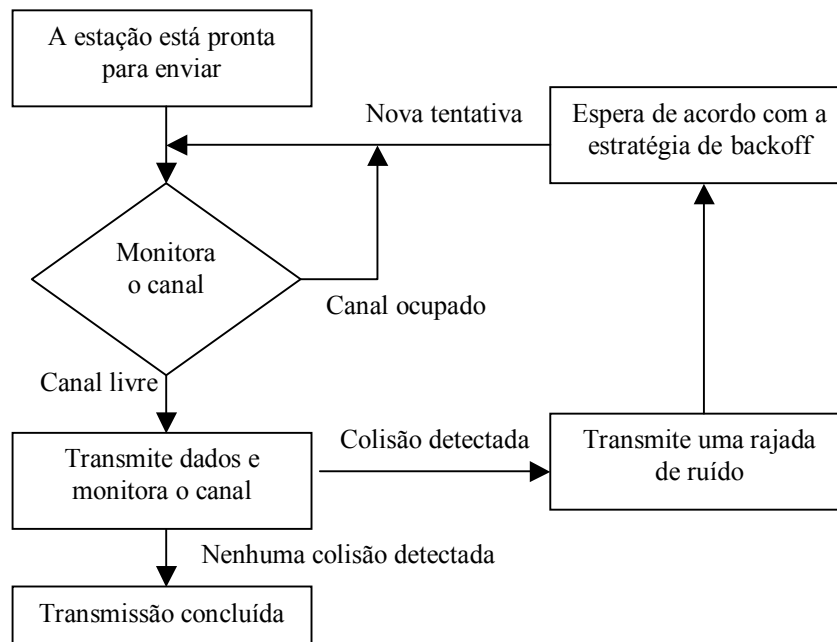 A estação está pronta
para enviar
Nova tentativa
Espera de acordo com a
estratégia de backoff
Monitora
o canal
Canal ocupado
Canal livre
Transmite dados e
monitora o canal
Colisão detectada
Transmite uma rajada
de ruído
Nenhuma colisão detectada
Transmissão concluída